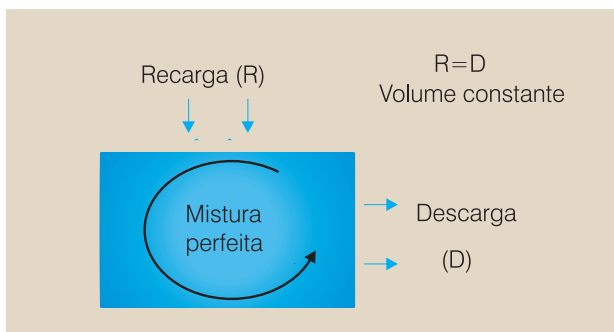 Recarga (R)
R=D
Volume constante
Mistura
perfeita
Descarga
(D)